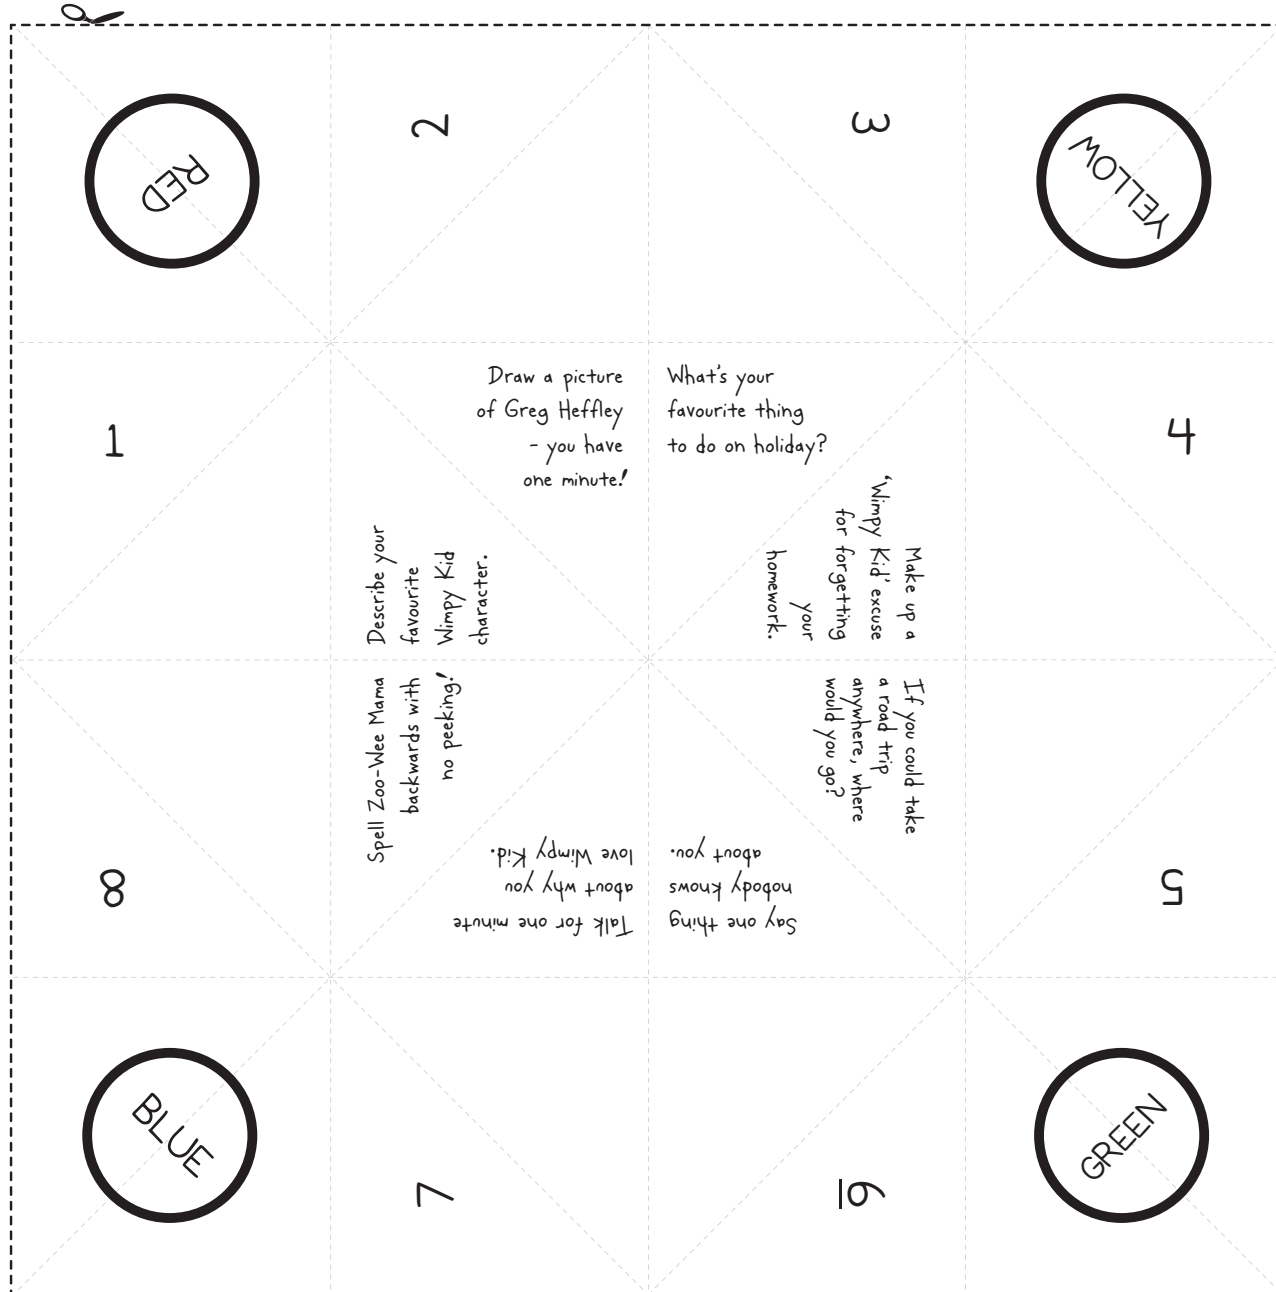 RED
2
3
YELLOW
1
Draw a picture
of Greg Heffley
- you have
one minute!
What's your
favourite thing
to do on holiday?
4
Describe your
favourite
Wimpy Kid
character.
Make up a
'Wimpy Kid' excuse
for forgetting
your
homework.
Spell Zoo-Wee Mama
backwards with
no peeking!
If you could take
a road trip
anywhere, where
would you go?
8
Talk for one minute
about why you
love Wimpy Kid.
Say one thing
nobody knows
about you.
5
BLUE
7
6
GREEN